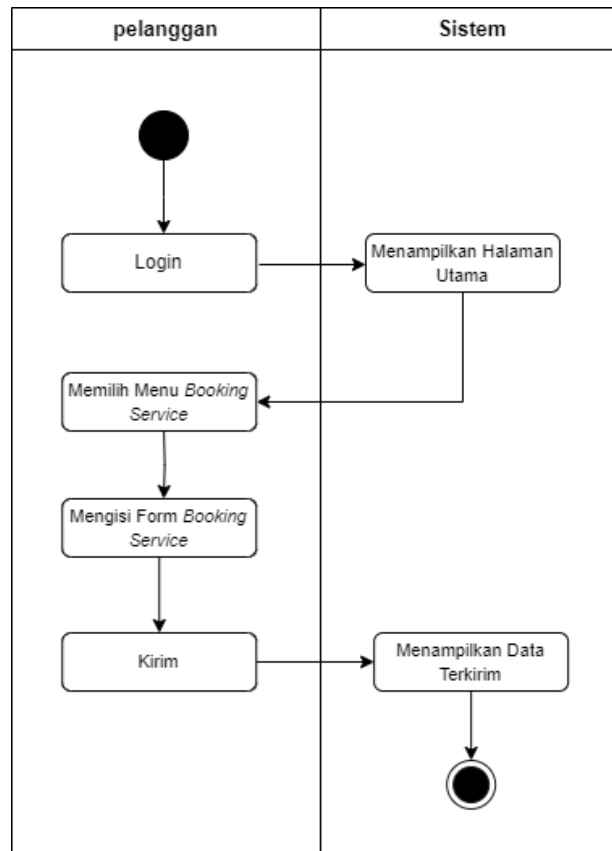 pelanggan
Sistem
Login
Menampilkan Halaman
Utama
Memilih Menu Booking
Service
Mengisi Form Booking
Service
Kirim
Menampilkan Data
Terkirim